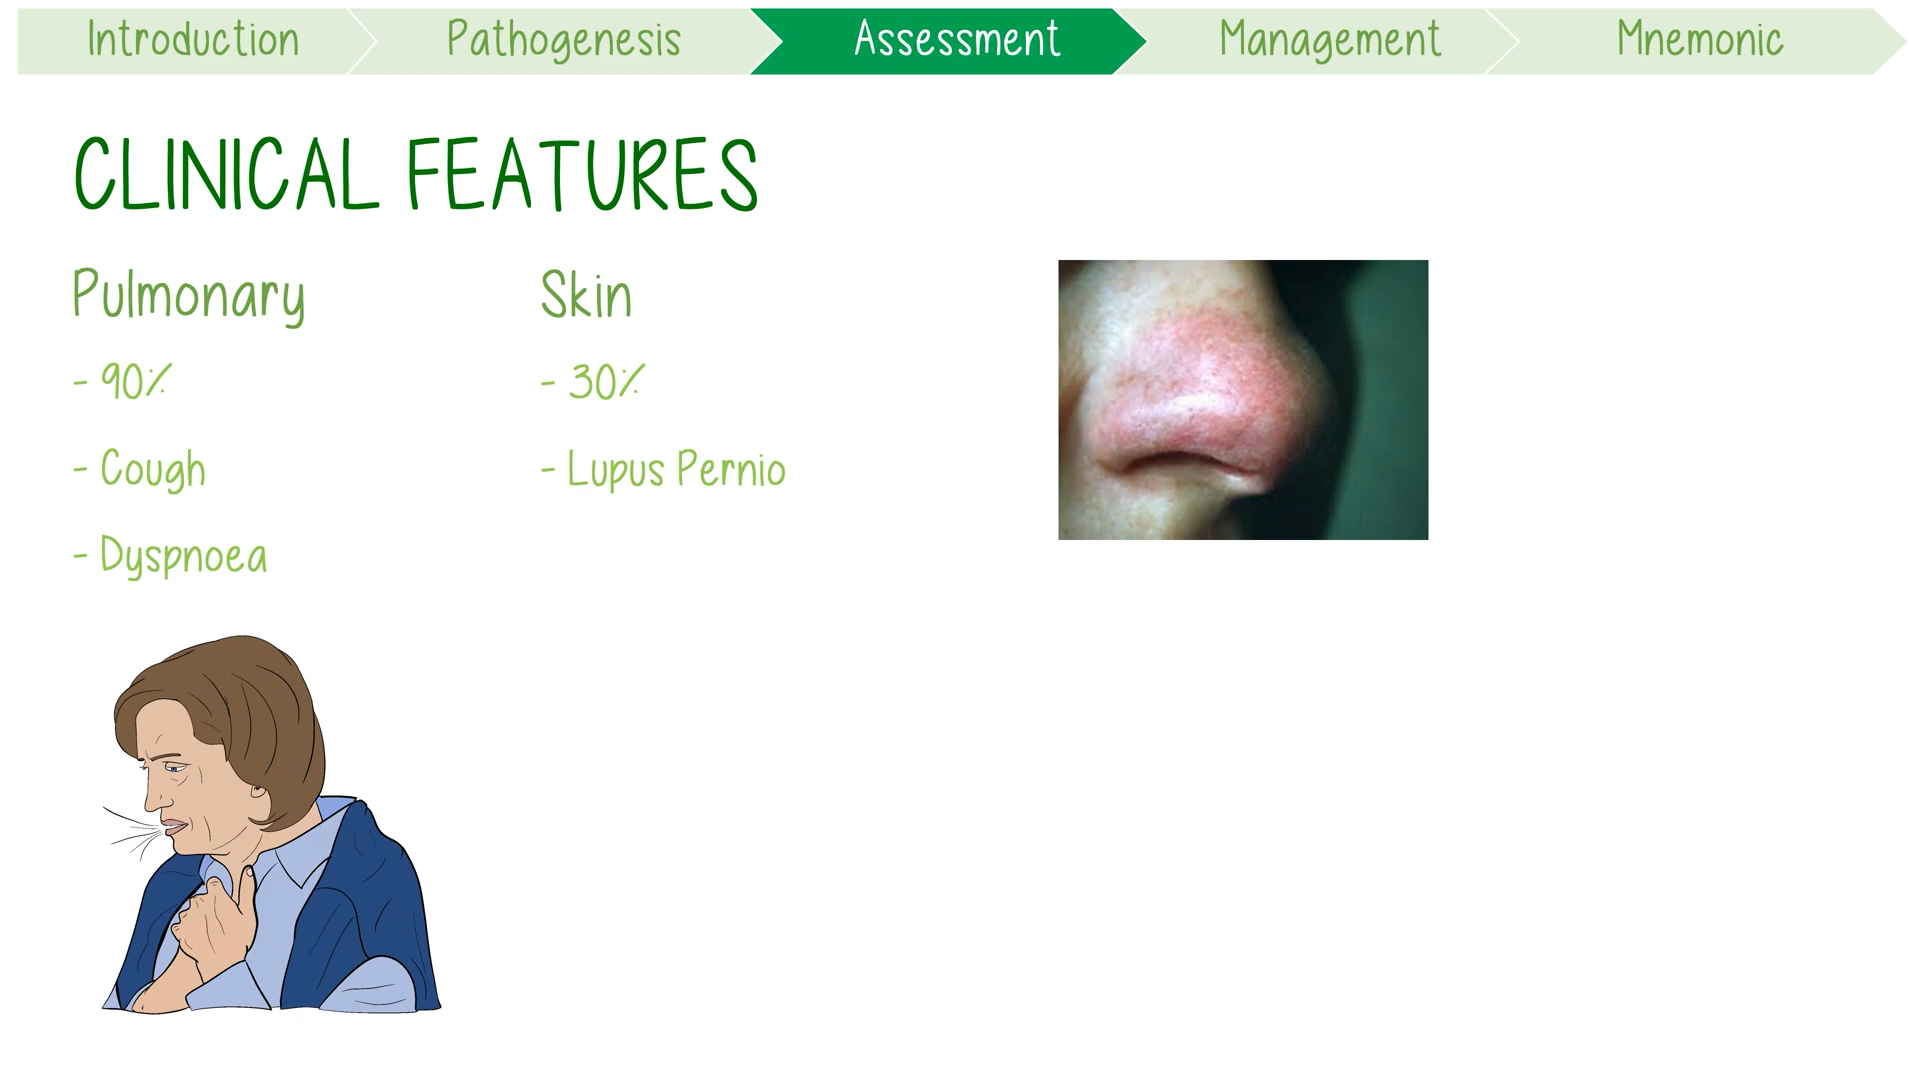 Introduction
Pathogenesis
Assessment
Management
Mnemonic
CLINICAL FEATURES
Pulmonary
- 90%
- Cough
- Dyspnoea
Skin
- 30%
- Lupus Pernio